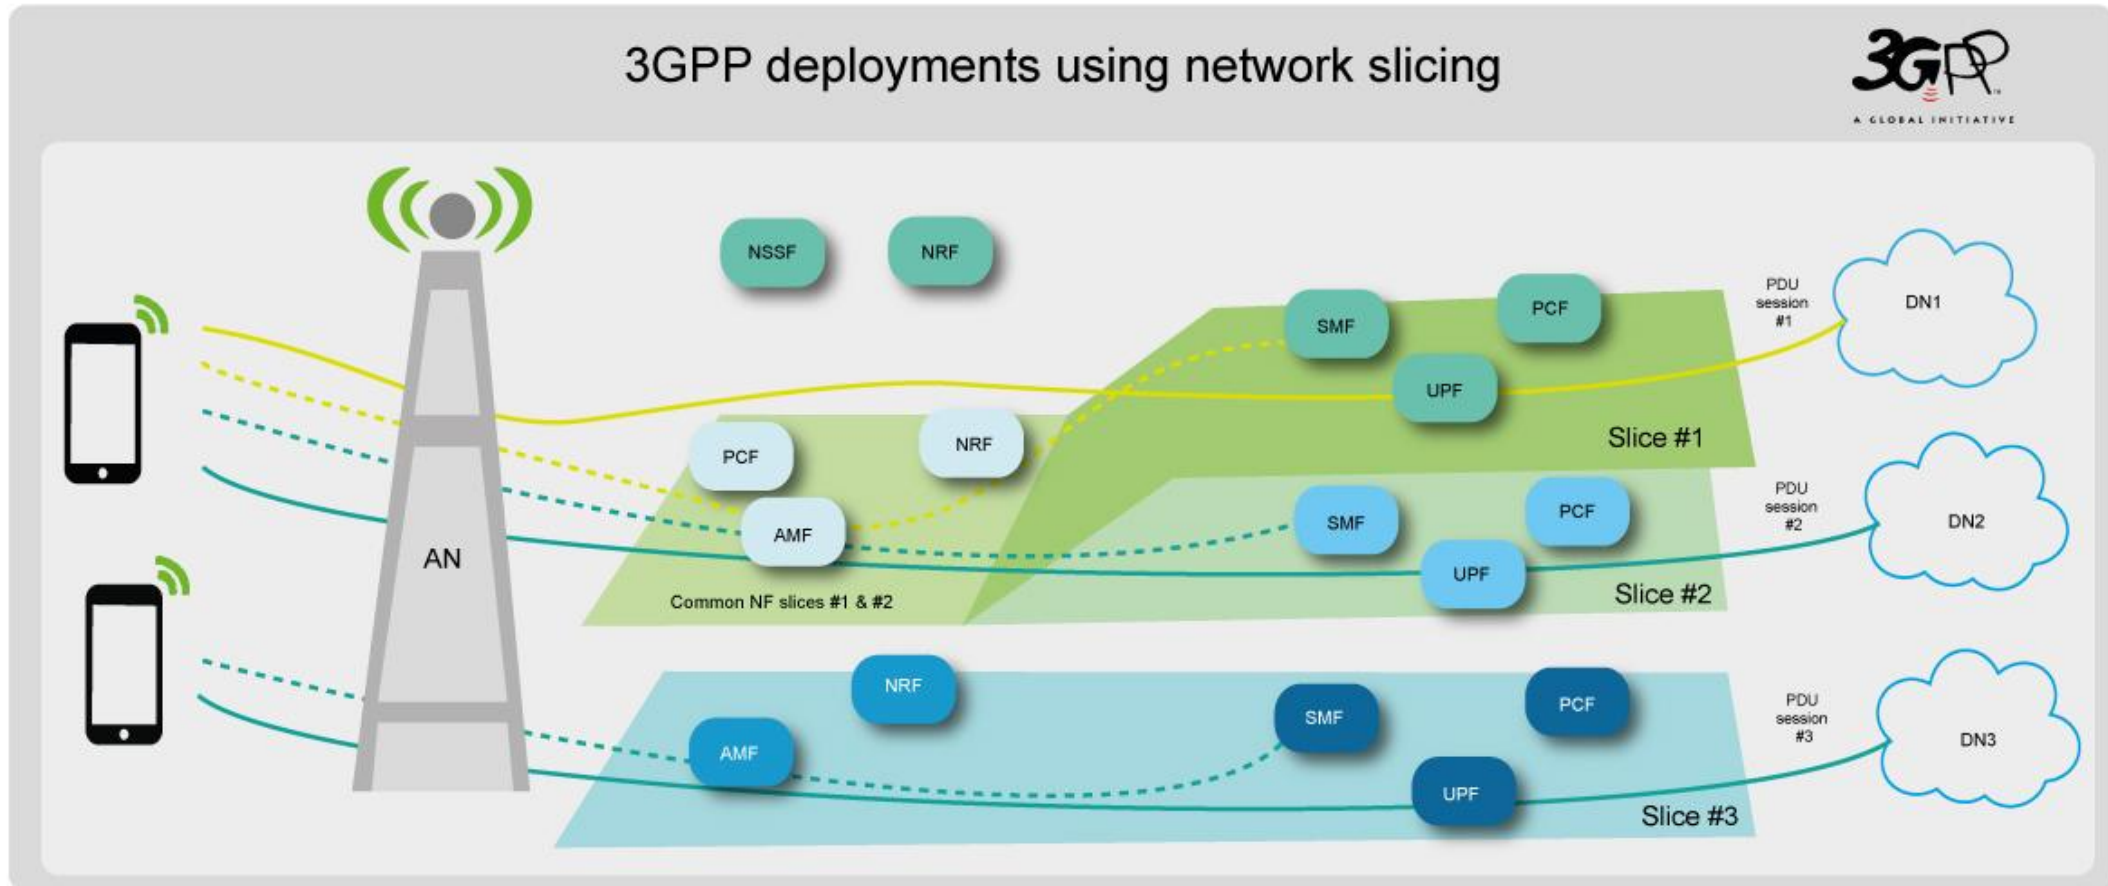 3GPP deployments using network slicing
3GPP
TM
A GLOBAL INITIATIVE
NSSF
NRF
SMF
PCF
UPF
Slice #1
PDU
session
#1
DN1
PCF
NRF
AMF
Common NF slices #1 & #2
SMF
PCF
UPF
Slice #2
PDU
session
#2
DN2
AN
NRF
AMF
SMF
PCF
UPF
Slice #3
PDU
session
#3
DN3